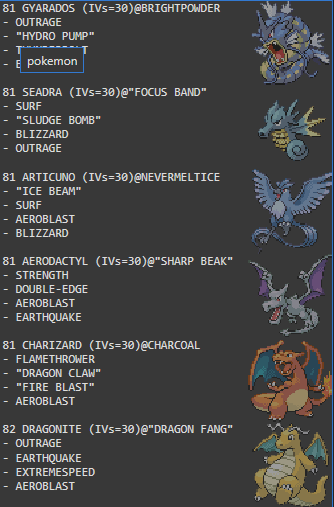 81 GYARADOS (IVs=30)@BRIGHTPOWDER
- OUTRAGE
- "HYDRO PUMP"
-
- E
pokemon
81 SEADRA (IVs=30)@"FOCUS BAND"
- SURF
- "SLUDGE BOMB"
- BLIZZARD
- OUTRAGE
81 ARTICUNO (IVs=30)@NEVERMELTICE
- "ICE BEAM"
- SURF
- AEROBLAST
- BLIZZARD
81 AERODACTYL (IVs=30)@"SHARP BEAK"
- STRENGTH
- DOUBLE-EDGE
- AEROBLAST
- EARTHQUAKE
81 CHARIZARD (IVs=30)@CHARCOAL
- FLAMETHROWER
- "DRAGON CLAW"
- "FIRE BLAST"
- AEROBLAST
82 DRAGONITE (IVs=30)@"DRAGON FANG"
- OUTRAGE
- EARTHQUAKE
- EXTREMESPEED
- AEROBLAST